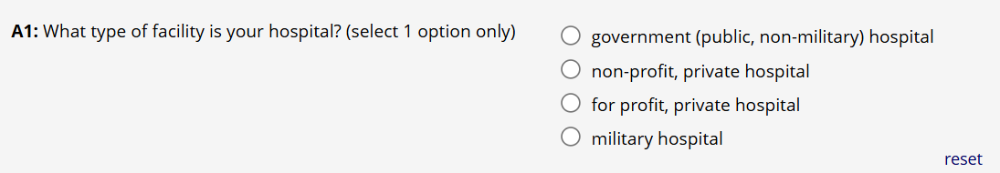 A1: What type of facility is your hospital? (select 1 option only)
government (public, non-military) hospital
non-profit, private hospital
for profit, private hospital
military hospital
reset